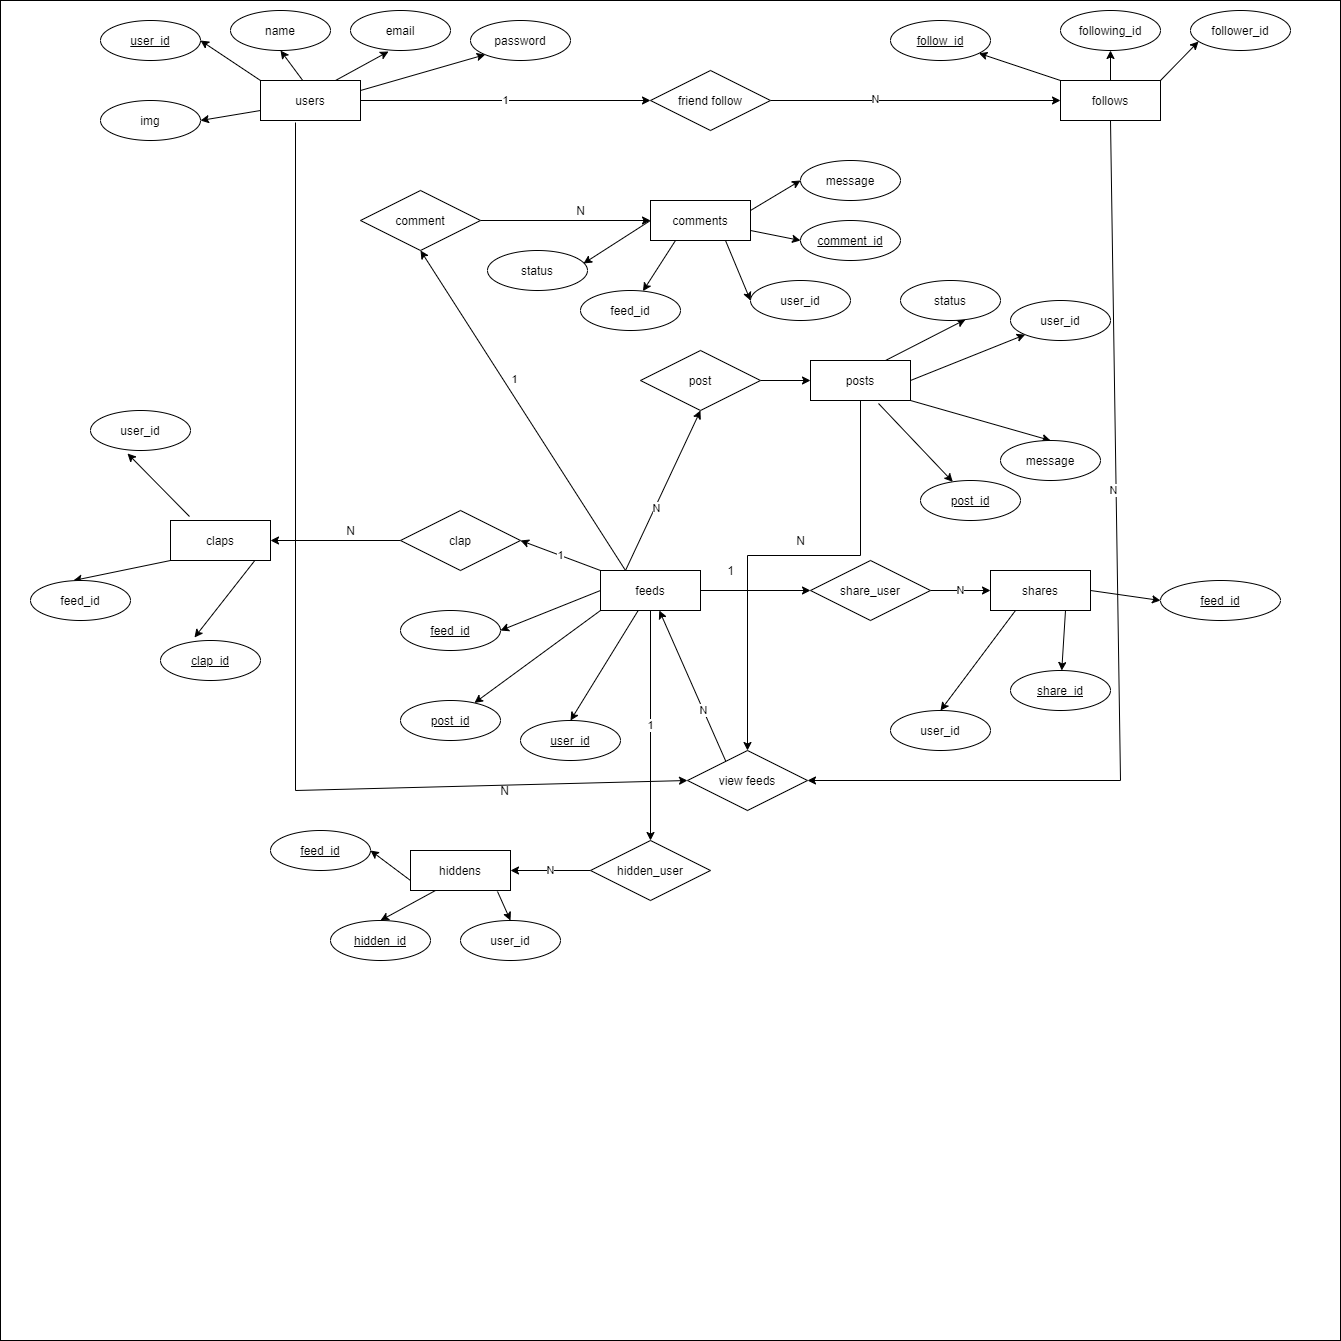 user_id
name
email
password
img
users
1
friend follow
N
follow_id
following_id
follower_id
follows
comment
N
comments
message
comment_id
status
feed_id
user_id
1
post
posts
status
user_id
message
post_id
N
N
user_id
claps
N
clap
1
feed_id
clap_id
feeds
N
1
share_user
N
shares
feed_id
user_id
share_id
feed_id
post_id
user_id
1
N
view feeds
N
feed_id
hiddens
N
hidden_user
hidden_id
user_id